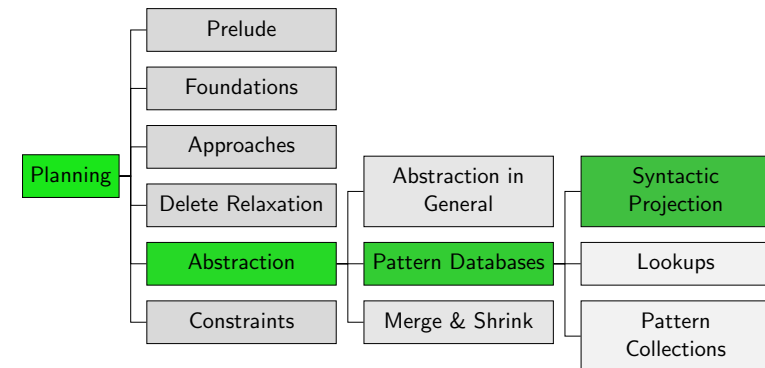 Prelude
Foundations
Approaches
Planning
Delete Relaxation
Abstraction
Constraints
Abstraction in
General
Pattern Databases
Merge & Shrink
Syntactic
Projection
Lookups
Pattern
Collections